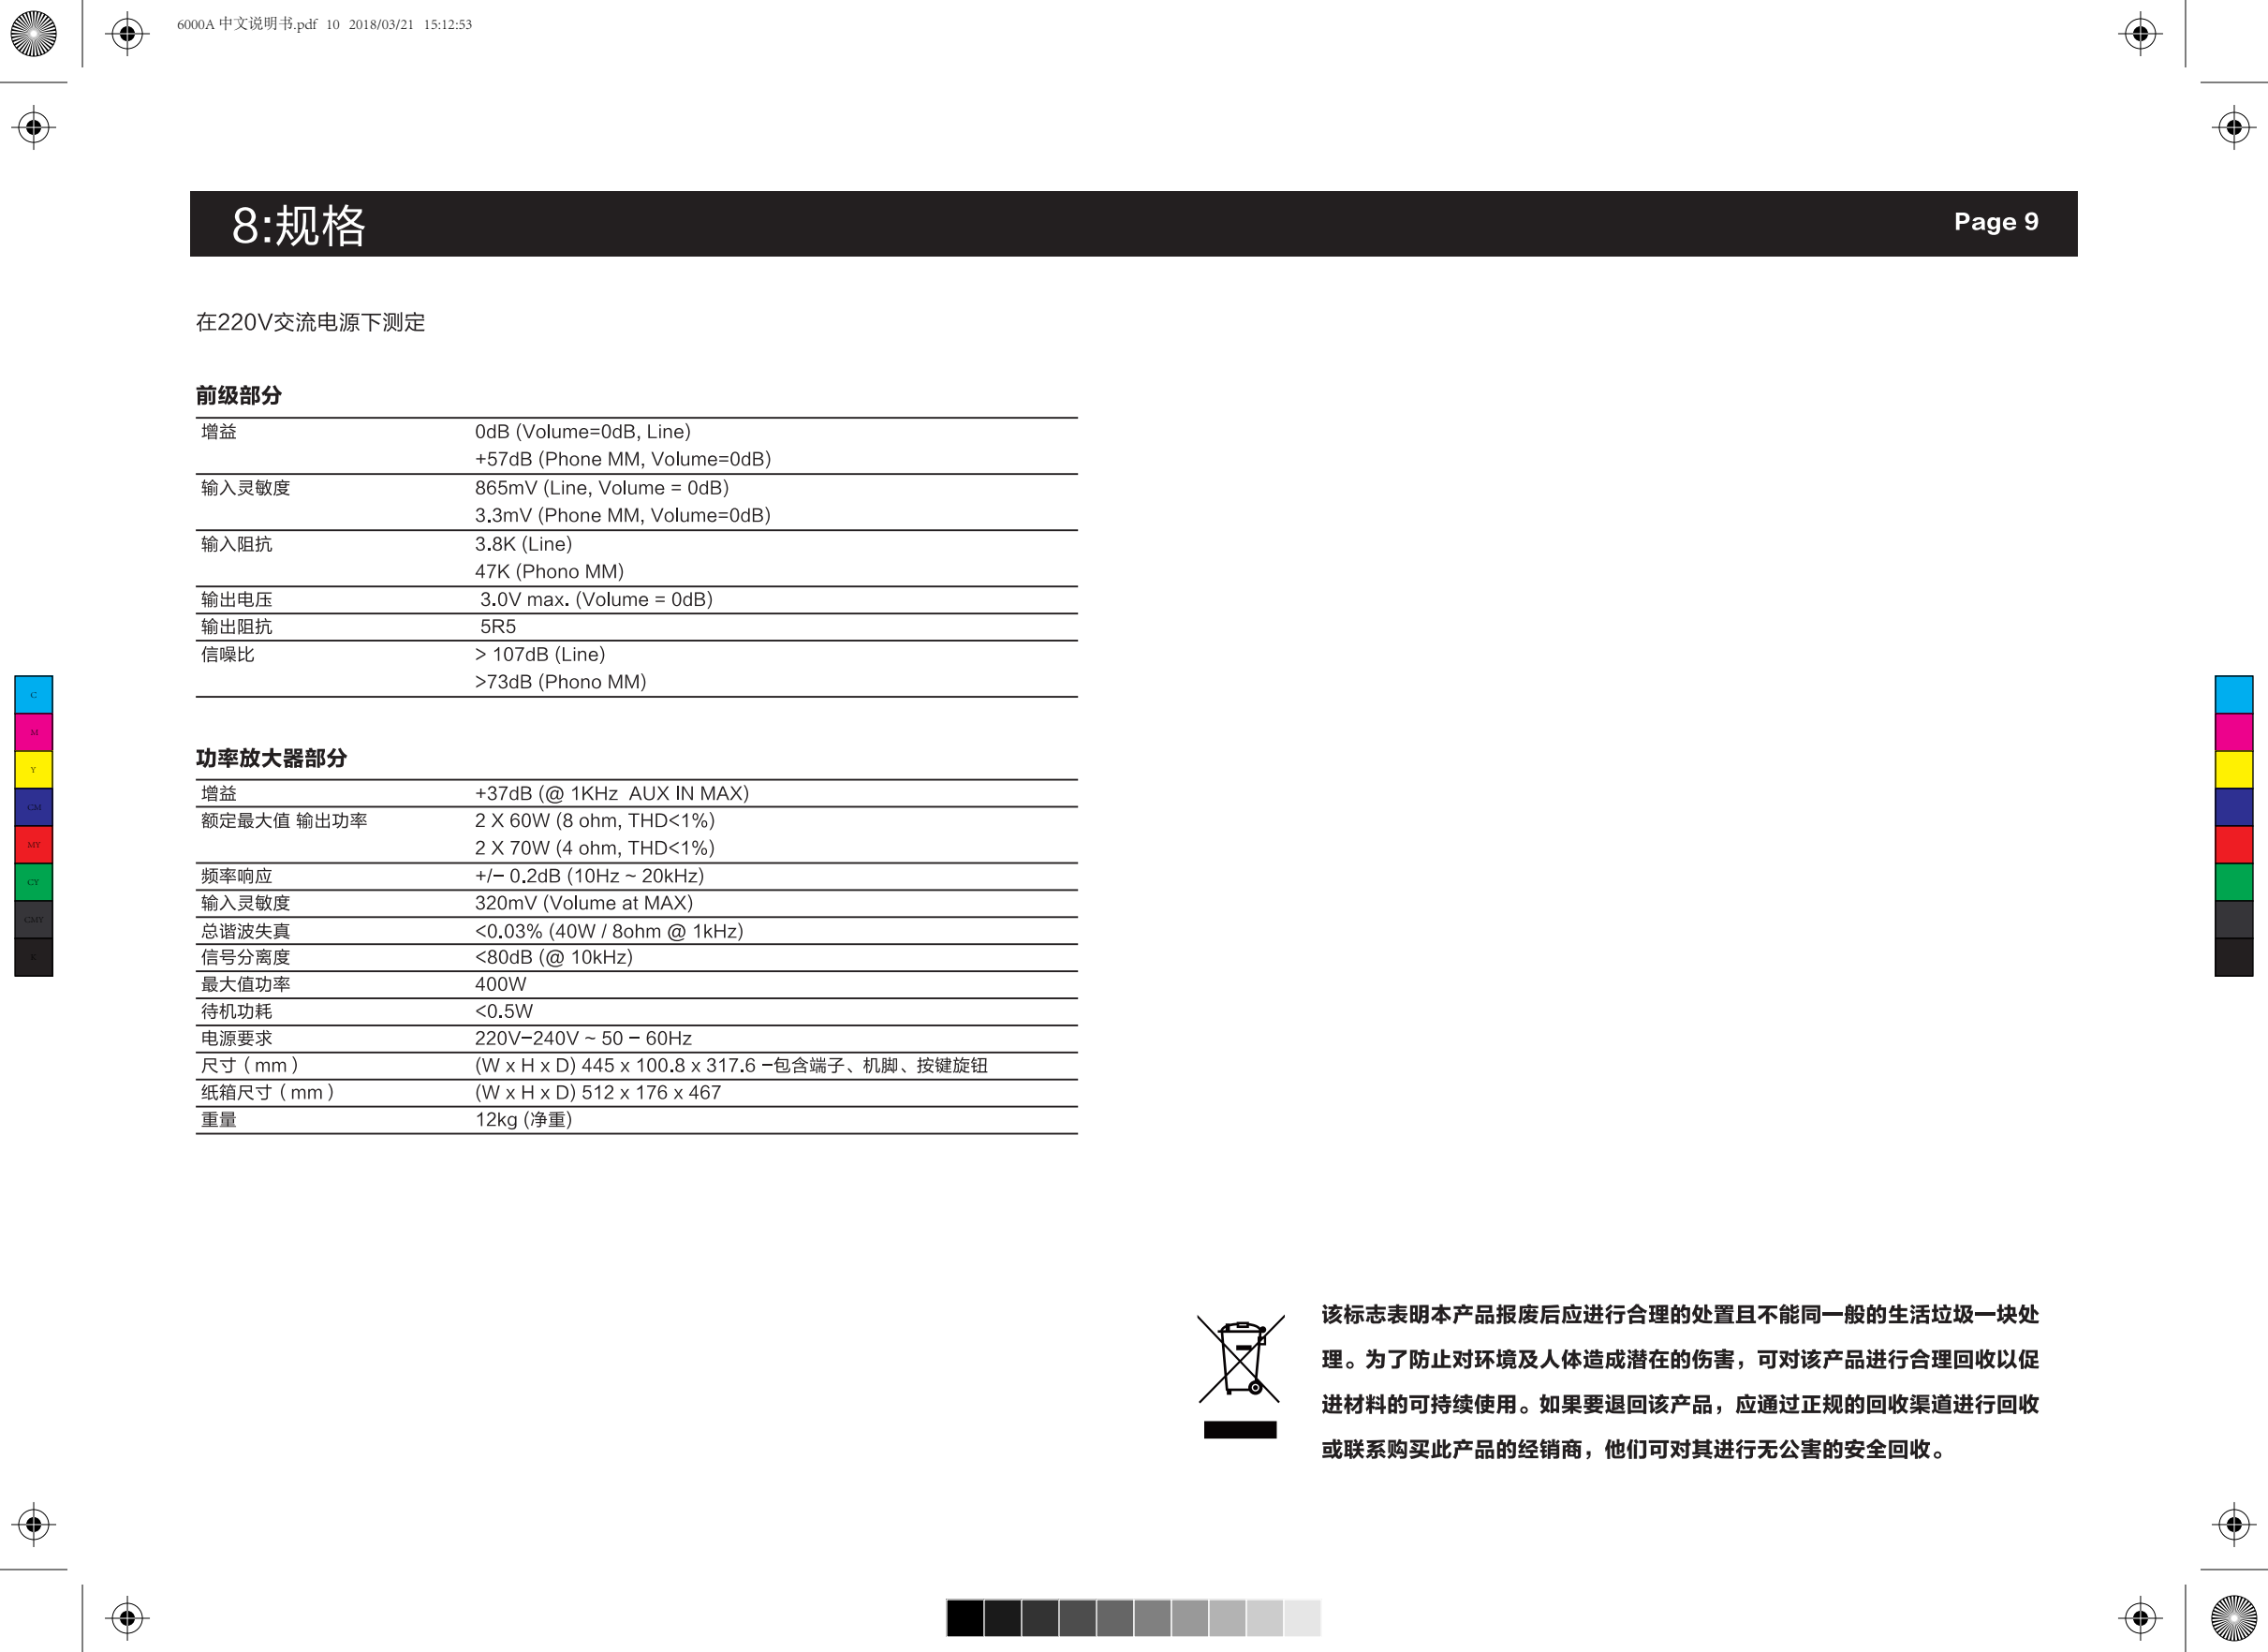 6000A 中文说明书.pdf 10 2018/03/21 15:12:53
8:规格
Page 9
在220V交流电源下测定
前级部分
增益 0dB (Volume=0dB, Line)
+57dB (Phone MM, Volume=0dB)
输入灵敏度 865mV (Line, Volume = 0dB)
3.3mV (Phone MM, Volume=0dB)
输入阻抗 3.8K (Line)
47K (Phono MM)
输出电压 3.0V max. (Volume = 0dB)
输出阻抗 5R5
信噪比 > 107dB (Line)
>73dB (Phono MM)
功率放大器部分
增益 +37dB (@ 1KHz AUX IN MAX)
额定最大值 输出功率 2 X 60W (8 ohm, THD<1%)
2 X 70W (4 ohm, THD<1%)
频率响应 +/– 0.2dB (10Hz ~ 20kHz)
输入灵敏度 320mV (Volume at MAX)
总谐波失真 <0.03% (40W / 8ohm @ 1kHz)
信号分离度 <80dB (@ 10kHz)
最大值功率 400W
待机功耗 <0.5W
电源要求 220V–240V ~ 50 – 60Hz
尺寸（mm） (W x H x D) 445 x 100.8 x 317.6 –包含端子、机脚、按键旋钮
纸箱尺寸（mm） (W x H x D) 512 x 176 x 467
重量 12kg (净重)
该标志表明本产品报废后应进行合理的处置且不能同一般的生活垃圾一块处
理。为了防止对环境及人体造成潜在的伤害，可对该产品进行合理回收以促
进材料的可持续使用。如果要退回该产品，应通过正规的回收渠道进行回收
或联系购买此产品的经销商，他们可对其进行无公害的安全回收。
C
M
Y
CM
MY
CY
CMY
K